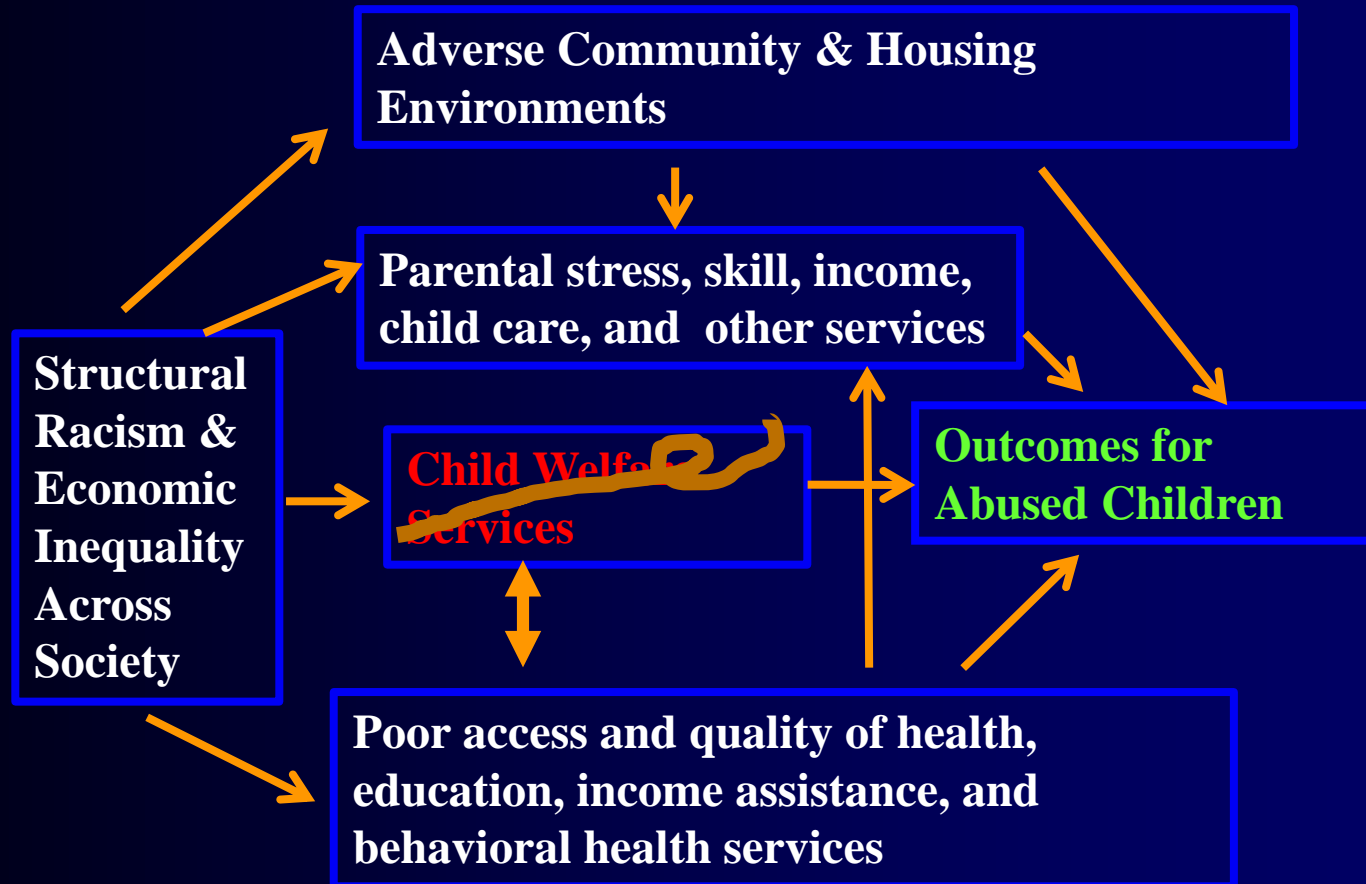 Adverse Community & Housing
Environments
Parental stress, skill, income,
child care, and other services
Structural
Racism &
Economic
Inequality
Across
Society
Child Welfare
Services
Outcomes for
Abused Children
Poor access and quality of health,
education, income assistance, and
behavioral health services